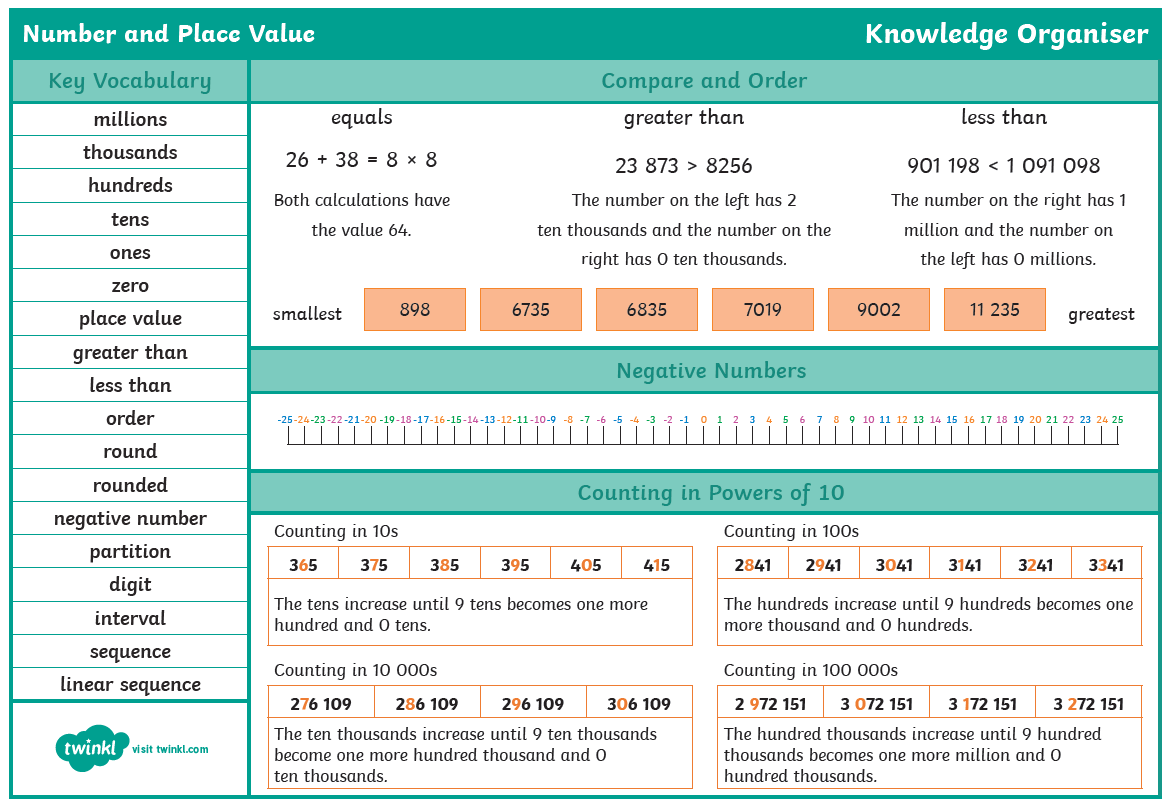 Number and Place Value
Knowledge Organiser
Key Vocabulary
millions
thousands
hundreds
tens
ones
zero
place value
greater than
less than
order
round
rounded
negative number
partition
digit
interval
sequence
linear sequence
twinkl visit twinkl.com
Compare and Order
equals
26 + 38 = 8 × 8
Both calculations have
the value 64.
greater than
23 873 > 8256
The number on the left has 2
ten thousands and the number on the
right has 0 ten thousands.
less than
901 198 < 1 091 098
The number on the right has 1
million and the number on
the left has 0 millions.
smallest 898 6735 6835 7019 9002 11 235 greatest
Negative Numbers
-25 -24 -23 -22 -21 -20 -19 -18 -17 -16 -15 -14 -13 -12 -11 -10 -9 -8 -7 -6 -5 -4 -3 -2 -1 0 1 2 3 4 5 6 7 8 9 10 11 12 13 14 15 16 17 18 19 20 21 22 23 24 25
Counting in Powers of 10
Counting in 10s
365 375 385 395 405 415
The tens increase until 9 tens becomes one more
hundred and 0 tens.
Counting in 100s
2841 2941 3041 3141 3241 3341
The hundreds increase until 9 hundreds becomes one
more thousand and 0 hundreds.
Counting in 10 000s
276 109 286 109 296 109 306 109
The ten thousands increase until 9 ten thousands
become one more hundred thousand and 0
ten thousands.
Counting in 100 000s
2 972 151 3 072 151 3 172 151 3 272 151
The hundred thousands increase until 9 hundred
thousands becomes one more million and 0
hundred thousands.